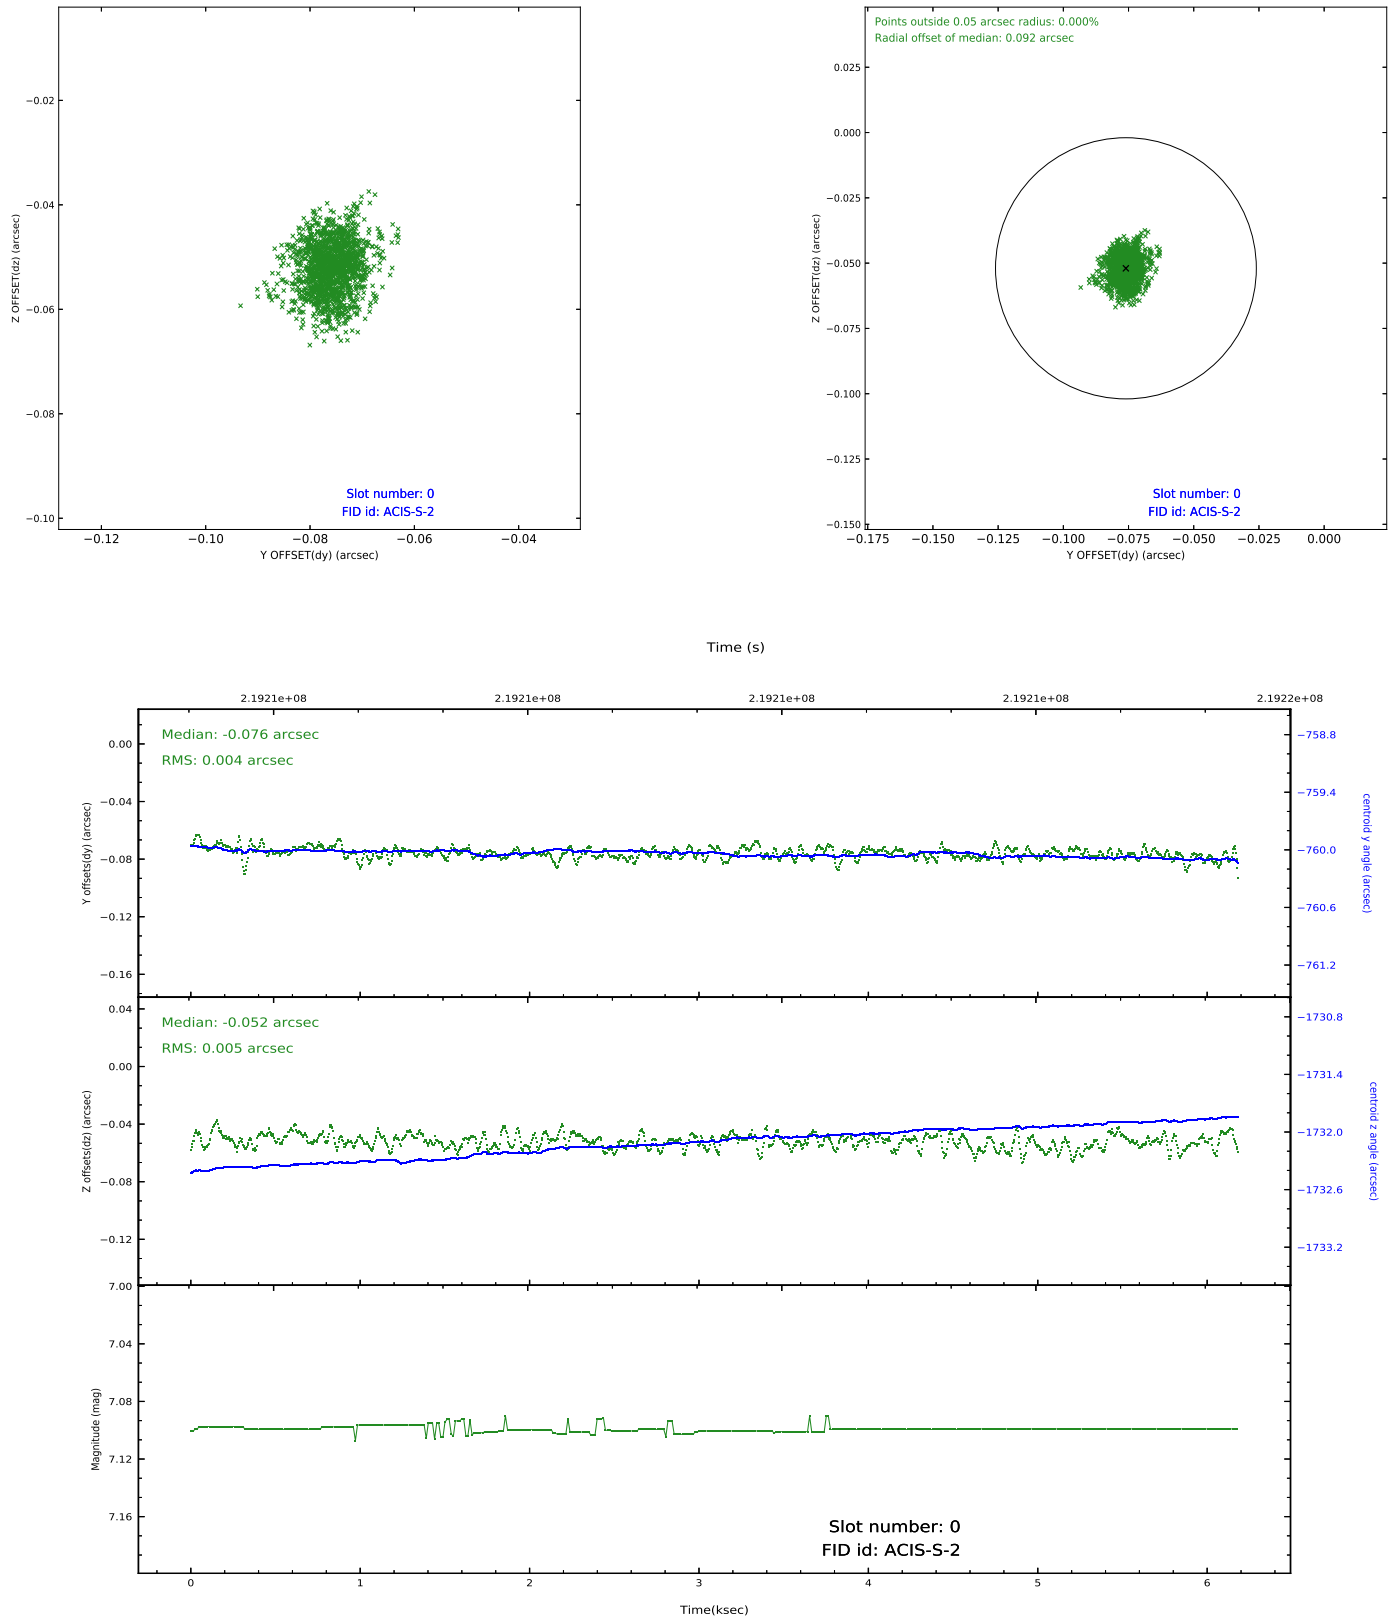 −0.02
−0.04
−0.06
−0.08
−0.10
Z OFFSET(dz) (arcsec)
Slot number: 0
FID id: ACIS-S-2
−0.12
−0.10
−0.08
−0.06
−0.04
Y OFFSET(dy) (arcsec)
Points outside 0.05 arcsec radius: 0.000%
Radial offset of median: 0.092 arcsec
0.025
0.000
−0.025
−0.050
−0.075
−0.100
−0.125
−0.150
Z OFFSET(dz) (arcsec)
Slot number: 0
FID id: ACIS-S-2
−0.175
−0.150
−0.125
−0.100
−0.075
−0.050
−0.025
0.000
Y OFFSET(dy) (arcsec)
Time (s)
2.1921e+08
2.1921e+08
2.1921e+08
2.1921e+08
2.1922e+08
Median: -0.076 arcsec
RMS: 0.004 arcsec
0.00
−0.04
−0.08
−0.12
−0.16
Y offsets(dy) (arcsec)
−758.8
−759.4
−760.0
−760.6
−761.2
centroid y angle (arcsec)
Median: -0.052 arcsec
RMS: 0.005 arcsec
0.04
0.00
−0.04
−0.08
−0.12
Z offsets(dz) (arcsec)
−1730.8
−1731.4
−1732.0
−1732.6
−1733.2
centroid z angle (arcsec)
7.00
7.04
7.08
7.12
7.16
Magnitude (mag)
Slot number: 0
FID id: ACIS-S-2
0
1
2
3
4
5
6
Time(ksec)